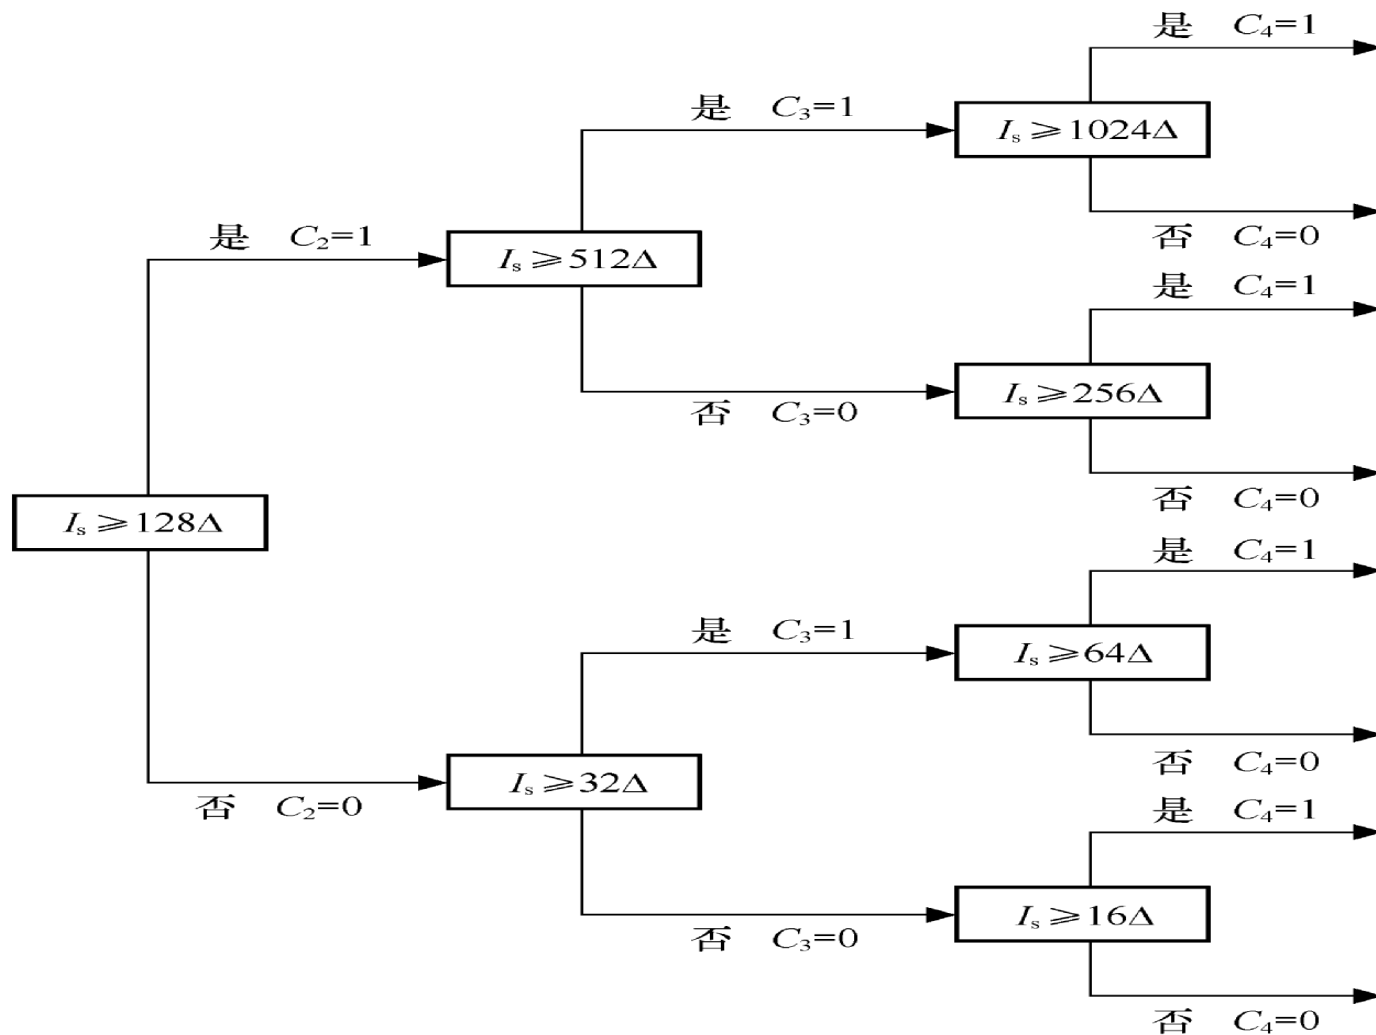 是 C₄=1
是 C₃=1
Iₛ⩾1024Δ
否 C₄=0
是 C₂=1
Iₛ⩾512Δ
是 C₄=1
否 C₃=0
Iₛ⩾256Δ
否 C₄=0
Iₛ⩾128Δ
是 C₄=1
是 C₃=1
Iₛ⩾64Δ
否 C₄=0
否 C₂=0
Iₛ⩾32Δ
是 C₄=1
否 C₃=0
Iₛ⩾16Δ
否 C₄=0